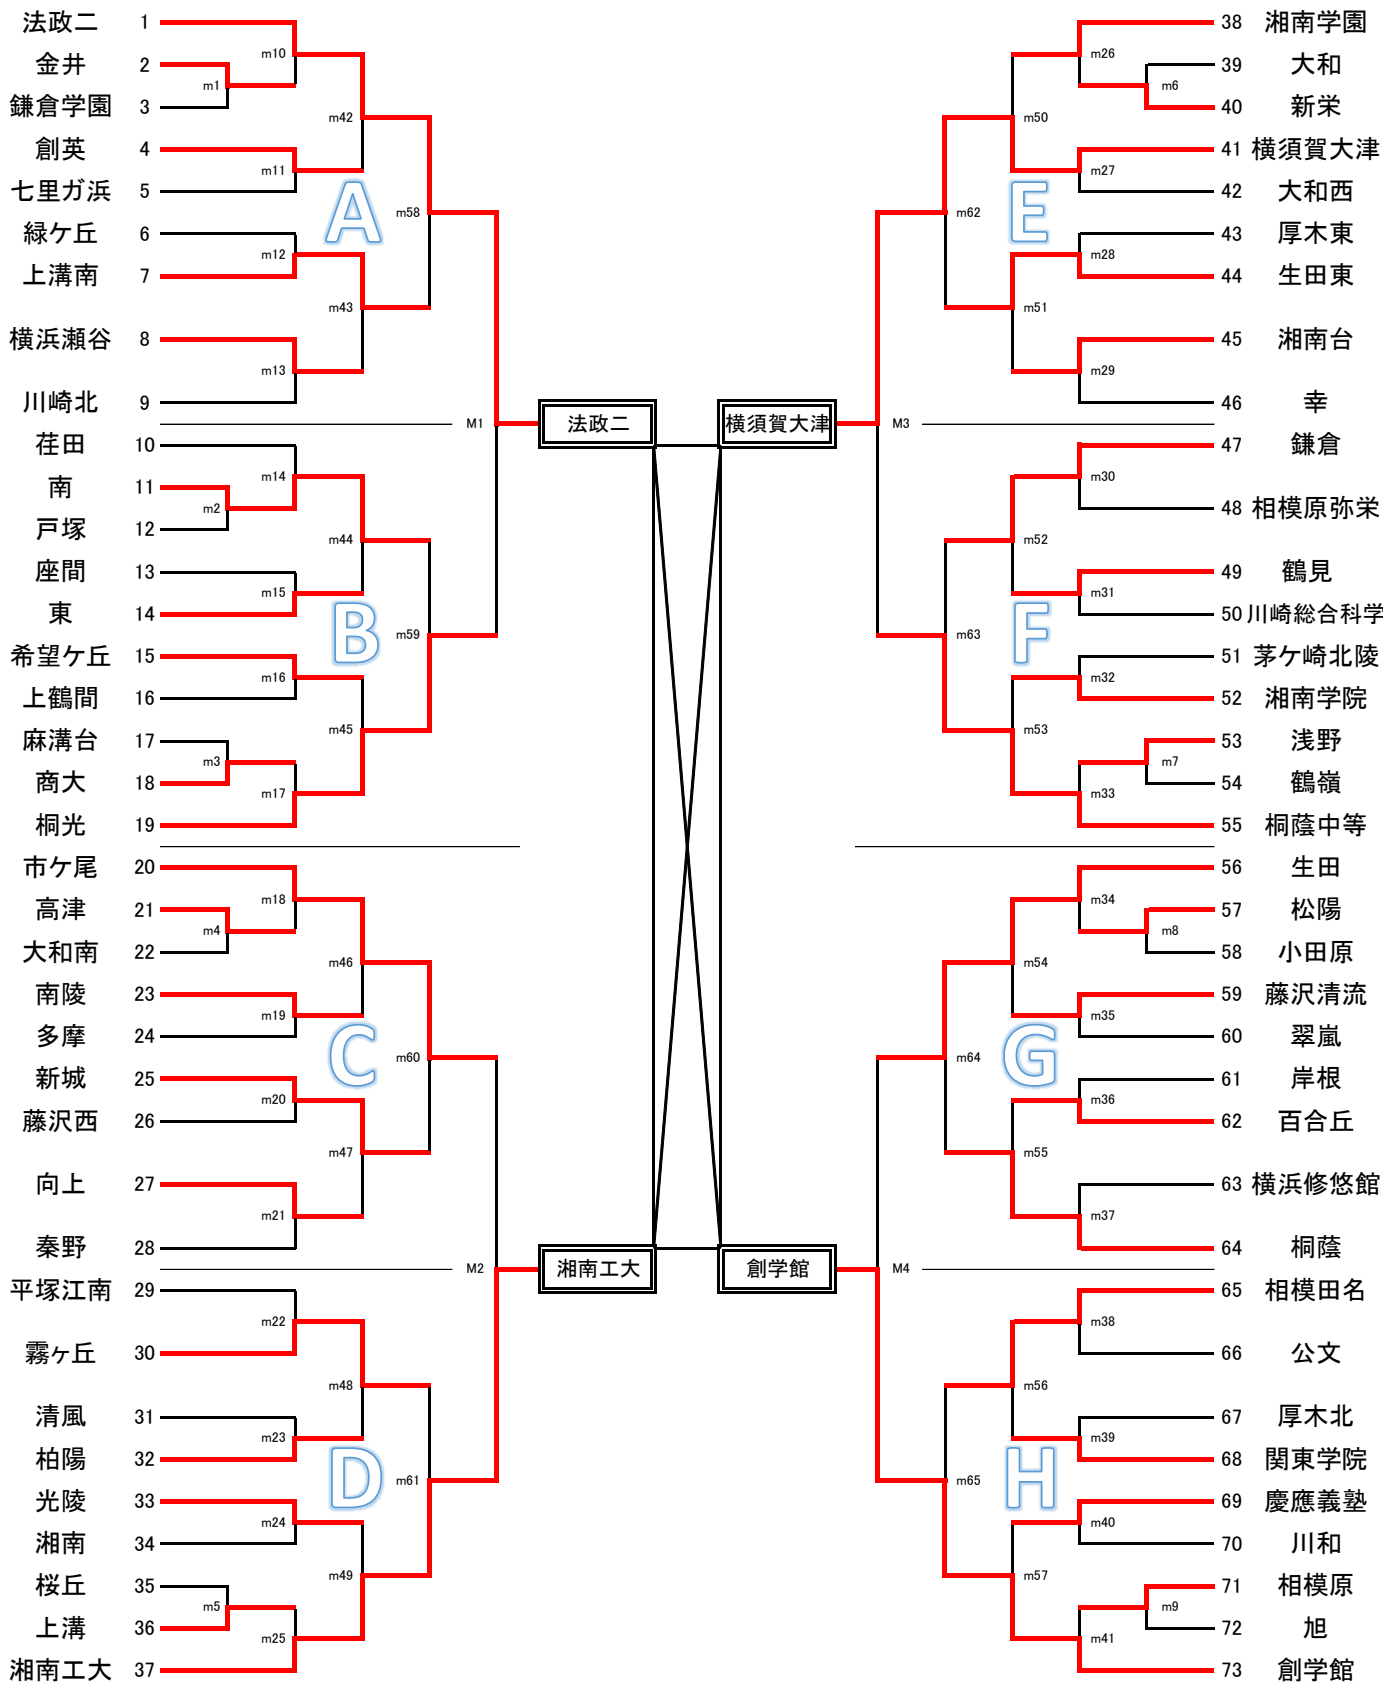 法政二 1
金井 2
鎌倉学園 3
創英 4
七里ガ浜 5
緑ケ丘 6
上溝南 7
横浜瀬谷 8
川崎北 9
荏田 10
南 11
戸塚 12
座間 13
東 14
希望ケ丘 15
上鶴間 16
麻溝台 17
商大 18
桐光 19
市ケ尾 20
高津 21
大和南 22
南陵 23
多摩 24
新城 25
藤沢西 26
向上 27
秦野 28
平塚江南 29
霧ヶ丘 30
清風 31
柏陽 32
光陵 33
湘南 34
桜丘 35
上溝 36
湘南工大 37
m1
m2
m3
m4
m5
m10
m11
m12
m13
m14
m15
m16
m17
m18
m19
m20
m21
m22
m23
m24
m25
m42
m43
m44
m45
m46
m47
m48
m49
A
B
C
D
m58
m59
m60
m61
M1
M2
法政二
湘南工大
横須賀大津
創学館
M3
M4
m62
m63
m64
m65
E
F
G
H
m50
m51
m52
m53
m54
m55
m56
m57
m26
m27
m28
m29
m30
m31
m32
m33
m34
m35
m36
m37
m38
m39
m40
m41
m6
m7
m8
m9
38 湘南学園
39 大和
40 新栄
41 横須賀大津
42 大和西
43 厚木東
44 生田東
45 湘南台
46 幸
47 鎌倉
48 相模原弥栄
49 鶴見
50 川崎総合科学
51 茅ケ崎北陵
52 湘南学院
53 浅野
54 鶴嶺
55 桐蔭中等
56 生田
57 松陽
58 小田原
59 藤沢清流
60 翠嵐
61 岸根
62 百合丘
63 横浜修悠館
64 桐蔭
65 相模田名
66 公文
67 厚木北
68 関東学院
69 慶應義塾
70 川和
71 相模原
72 旭
73 創学館